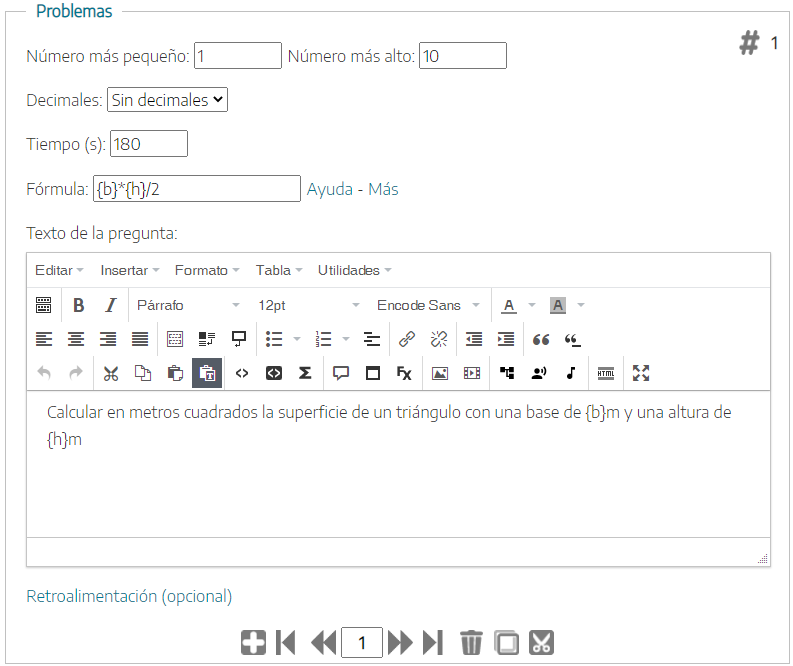 Problemas
Número más pequeño: 1 Número más alto: 10
# 1
Decimales: Sin decimales
Tiempo (s): 180
Fórmula: {b}*{h}/2 Ayuda - Más
Texto de la pregunta:
Editar Insertar Formato Tabla Utilidades
B I Párrafo 12pt Encode Sans A A
Σ Fx HTML
Calcular en metros cuadrados la superficie de un triángulo con una base de {b}m y una altura de
{h}m
Retroalimentación (opcional)
1